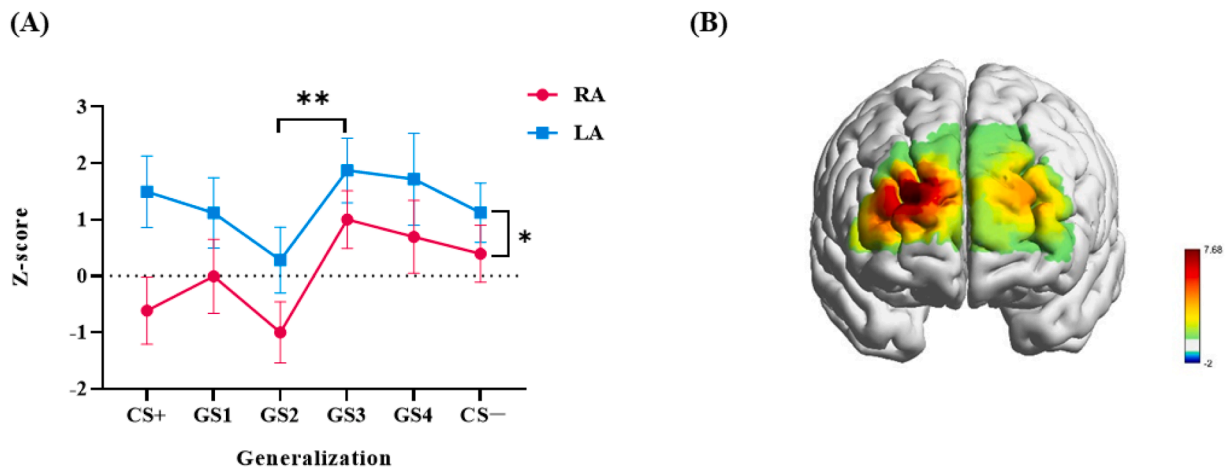 (A)
(B)
RA
LA
**
*
Z-score
3
2
1
0
-1
-2
CS+ GS1 GS2 GS3 GS4 CS—
Generalization
7.68
-2